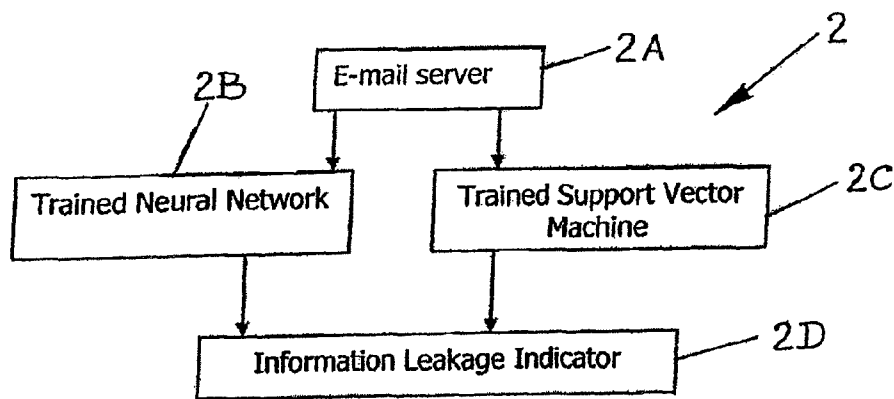 2
E-mail server
2A
2B
Trained Neural Network
Trained Support Vector
Machine
2C
Information Leakage Indicator
2D